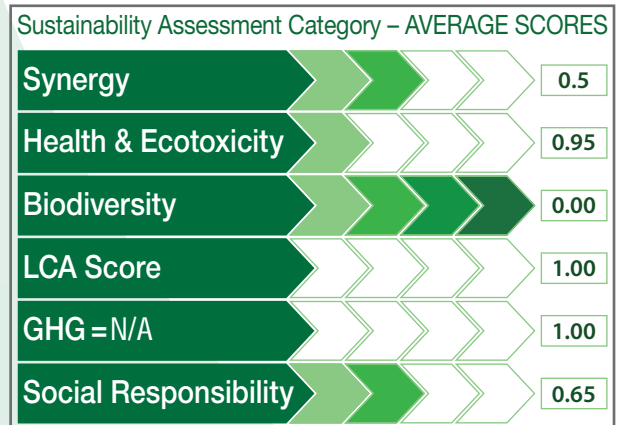 Sustainability Assessment Category – AVERAGE SCORES
Synergy 0.5
Health & Ecotoxicity 0.95
Biodiversity 0.00
LCA Score 1.00
GHG = N/A 1.00
Social Responsibility 0.65